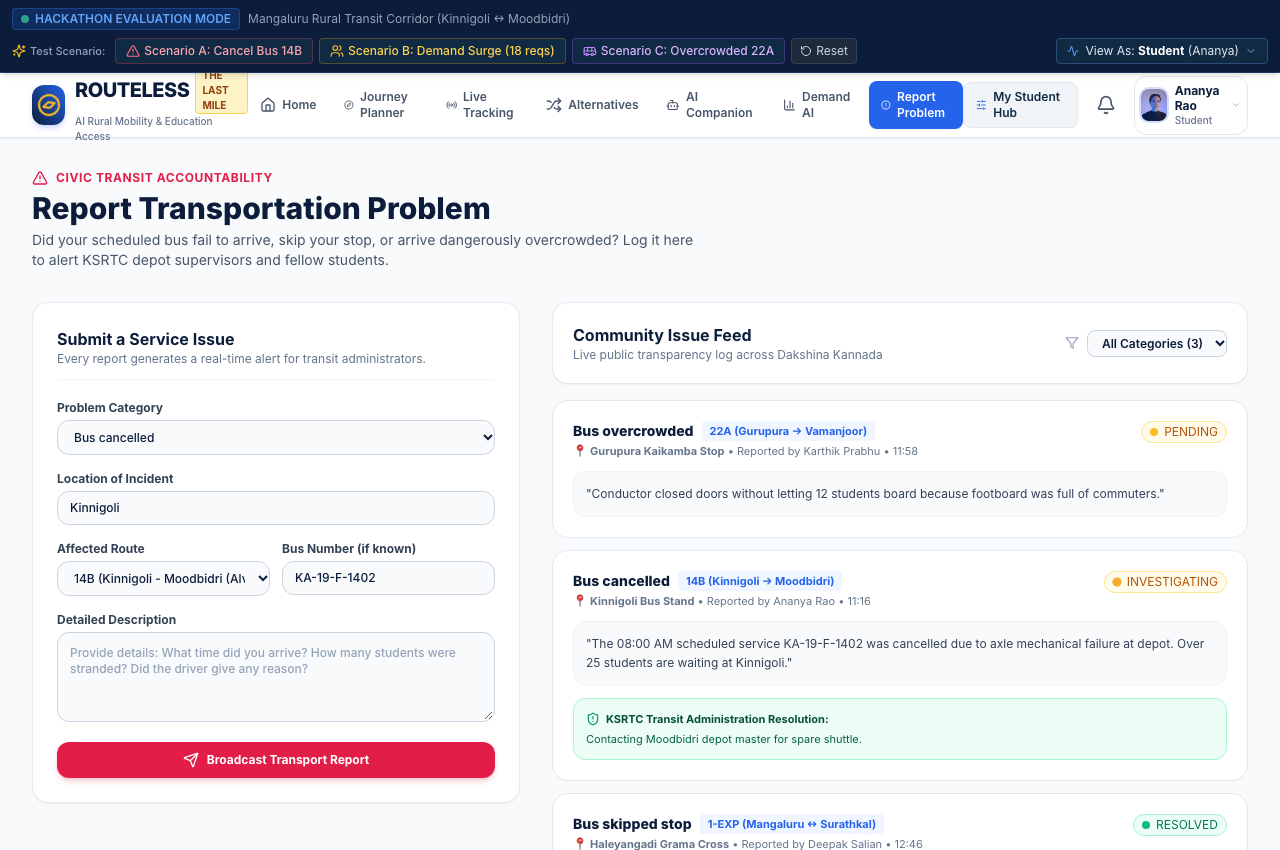 HACKATHON EVALUATION MODE Mangaluru Rural Transit Corridor (Kinnigoli ↔ Moodbidri)
Test Scenario: Scenario A: Cancel Bus 14B Scenario B: Demand Surge (18 reqs) Scenario C: Overcrowded 22A Reset View As: Student (Ananya)
ROUTELESS
THE LAST MILE
AI Rural Mobility & Education Access
Home
Journey Planner
Live Tracking
Alternatives
AI Companion
Demand AI
Report Problem
My Student Hub
Ananya Rao
Student
CIVIC TRANSIT ACCOUNTABILITY
Report Transportation Problem
Did your scheduled bus fail to arrive, skip your stop, or arrive dangerously overcrowded? Log it here
to alert KSRTC depot supervisors and fellow students.
Submit a Service Issue
Every report generates a real-time alert for transit administrators.
Problem Category
Bus cancelled
Location of Incident
Kinnigoli
Affected Route Bus Number (if known)
14B (Kinnigoli - Moodbidri (Al KA-19-F-1402
Detailed Description
Provide details: What time did you arrive? How many students were
stranded? Did the driver give any reason?
Broadcast Transport Report
Community Issue Feed
Live public transparency log across Dakshina Kannada
All Categories (3)
Bus overcrowded 22A (Gurupura → Vamanjoor) PENDING
Gurupura Kaikamba Stop • Reported by Karthik Prabhu • 11:58
"Conductor closed doors without letting 12 students board because footboard was full of commuters."
Bus cancelled 14B (Kinnigoli → Moodbidri) INVESTIGATING
Kinnigoli Bus Stand • Reported by Ananya Rao • 11:16
"The 08:00 AM scheduled service KA-19-F-1402 was cancelled due to axle mechanical failure at depot. Over
25 students are waiting at Kinnigoli."
KSRTC Transit Administration Resolution:
Contacting Moodbidri depot master for spare shuttle.
Bus skipped stop 1-EXP (Mangaluru ↔ Surathkal) RESOLVED
Haleyangadi Grama Cross • Reported by Deepak Salian • 12:46